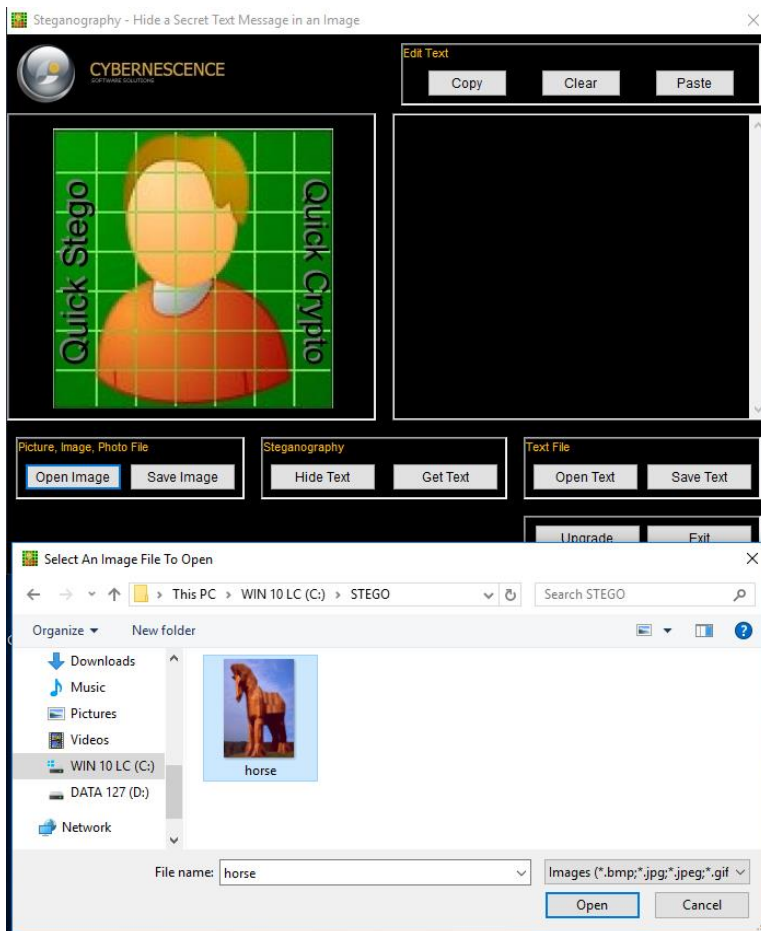 Steganography - Hide a Secret Text Message in an Image
CYBERNESCENCE
SOFTWARE SOLUTIONS
Edit Text
Copy Clear Paste
Quick Stego
Quick Crypto
Picture, Image, Photo File
Open Image Save Image
Steganography
Hide Text Get Text
Text File
Open Text Save Text
Upgrade Exit
Select An Image File To Open
This PC > WIN 10 LC (C:) > STEGO
Search STEGO
Organize New folder
Downloads
Music
Pictures
Videos
WIN 10 LC (C:)
DATA 127 (D:)
Network
horse
File name: horse
Images (*.bmp;*.jpg;*.jpeg;*.gif
Open Cancel